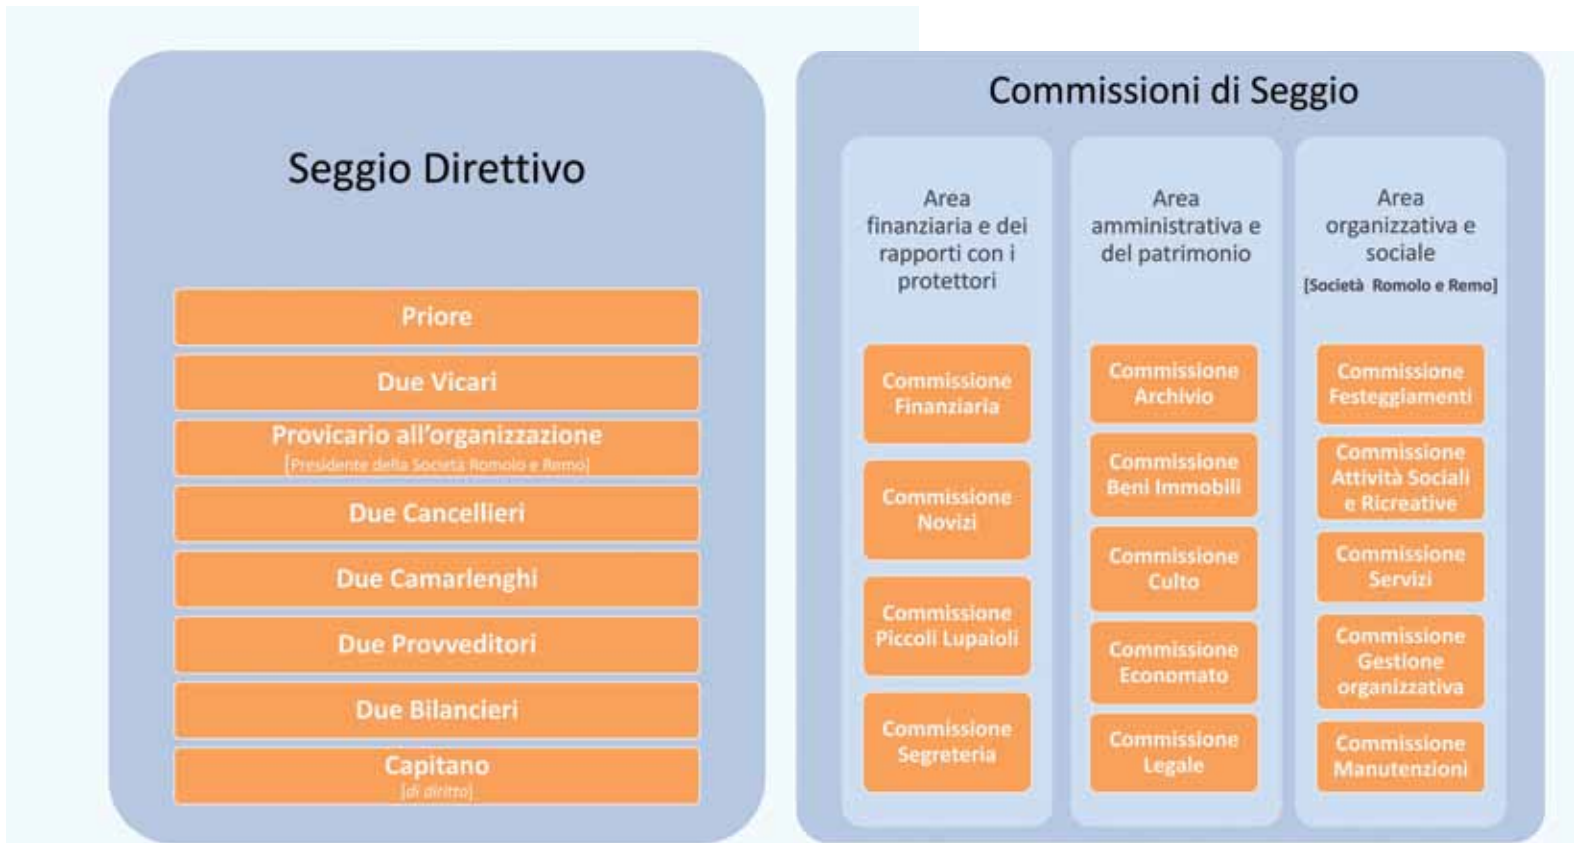 Seggio Direttivo
Priore
Due Vicari
Provicario all'organizzazione
[Presidente della Società Romolo e Remo]
Due Cancellieri
Due Camarlenghi
Due Provveditori
Due Bilancieri
Capitano
[di diritto]
Commissioni di Seggio
Area
finanziaria e dei
rapporti con i
protettori
Commissione
Finanziaria
Commissione
Novizi
Commissione
Piccoli Lupaioli
Commissione
Segreteria
Area
amministrativa e
del patrimonio
Commissione
Archivio
Commissione
Beni Immobili
Commissione
Culto
Commissione
Economato
Commissione
Legale
Area
organizzativa e
sociale
[Società Romolo e Remo]
Commissione
Festeggiamenti
Commissione
Attività Sociali
e Ricreative
Commissione
Servizi
Commissione
Gestione
organizzativa
Commissione
Manutenzioni